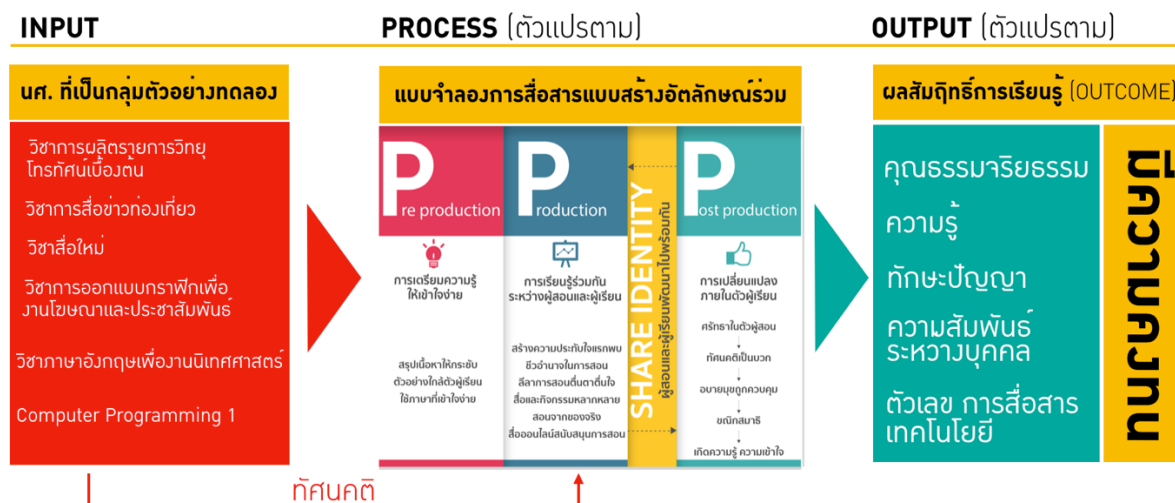 INPUT
PROCESS (ตัวแปรตาม)
OUTPUT (ตัวแปรตาม)
นศ. ที่เป็นกลุ่มตัวอย่างทดลอง
วิชาการผลิตรายการวิทยุ
โทรทัศน์เบื้องต้น
วิชาการสื่อข่าวท่องเที่ยว
วิชาสื่อใหม่
วิชาการออกแบบกราฟิกเพื่อ
งานโฆษณาและประชาสัมพันธ์
วิชาภาษาอังกฤษเพื่องานนิเทศศาสตร์
Computer Programming 1
แบบจำลองการสื่อสารแบบสร้างอัตลักษณ์ร่วม
Pre production
การเตรียมความรู้
ให้เข้าใจง่าย
สรุปเนื้อหาให้กระชับ
ตัวอย่างใกล้ตัวผู้เรียน
ใช้ภาษาที่เข้าใจง่าย
Production
การเรียนรู้ร่วมกัน
ระหว่างผู้สอนและผู้เรียน
สร้างความประทับใจแรกพบ
ชีวอำนาจในการสอน
ลีลาการสอนตื่นตาตื่นใจ
สื่อและกิจกรรมหลากหลาย
สอนจากของจริง
สื่อออนไลน์สนับสนุนการสอน
SHARE IDENTITY
ผู้สอนและผู้เรียนพัฒนาไปพร้อมกัน
Post production
การเปลี่ยนแปลง
ภายในตัวผู้เรียน
ศรัทธาในตัวผู้สอน
ทัศนคติเป็นบวก
อบายมุขถูกควบคุม
ขณิกสมาธิ
เกิดความรู้ ความเข้าใจ
ผลสัมฤิทธิ์การเรียนรู้ (OUTCOME)
คุณธรรมจริยธรรม
ความรู้
ทักษะปัญญา
ความสัมพันธ์
ระหวางบุคคล
ตัวเลข การสื่อสาร
เทคโนโยยี
มีความคงทน
ทัศนคติ